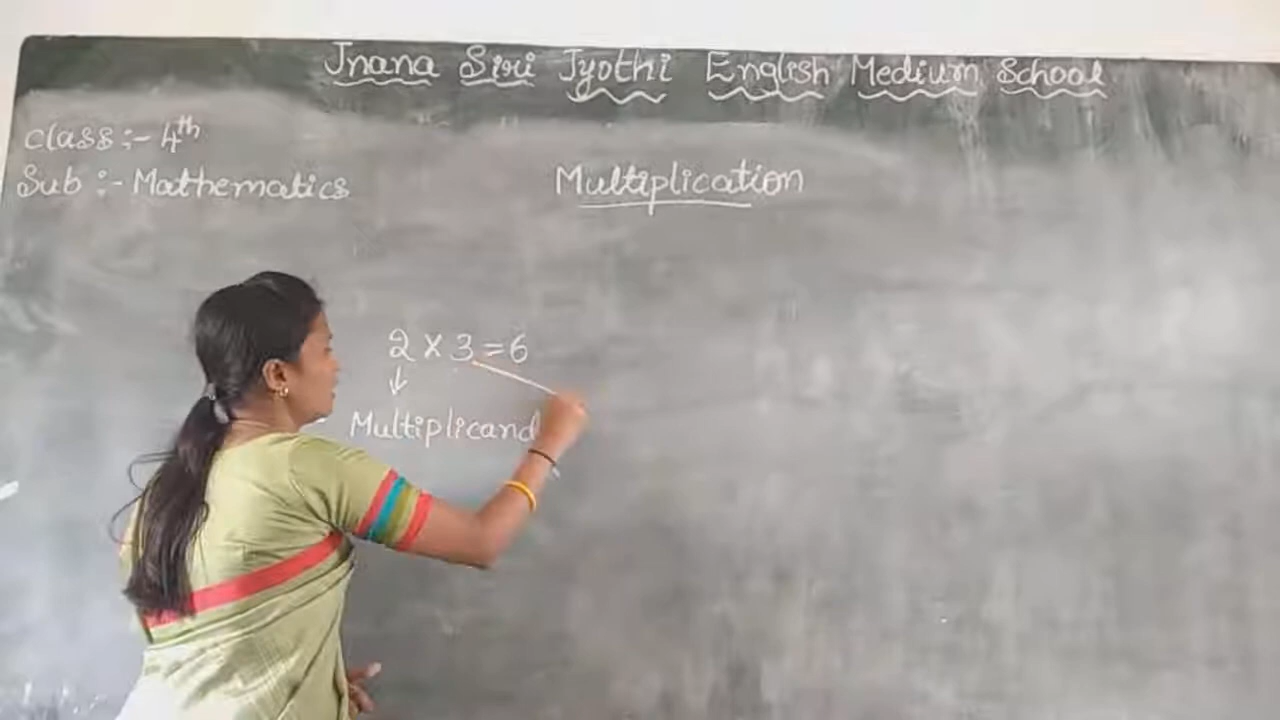 Jnana Siri Jyothi English Medium School
Class :- 4th
Sub :- Mathematics
Multiplication
2 X 3 = 6
↓
Multiplicand